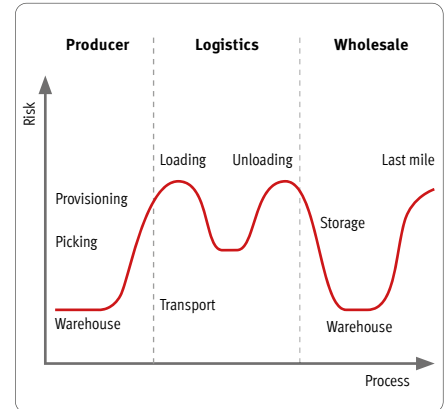 Producer
Logistics
Wholesale
Risk
Loading
Unloading
Last mile
Provisioning
Storage
Picking
Transport
Warehouse
Warehouse
Process